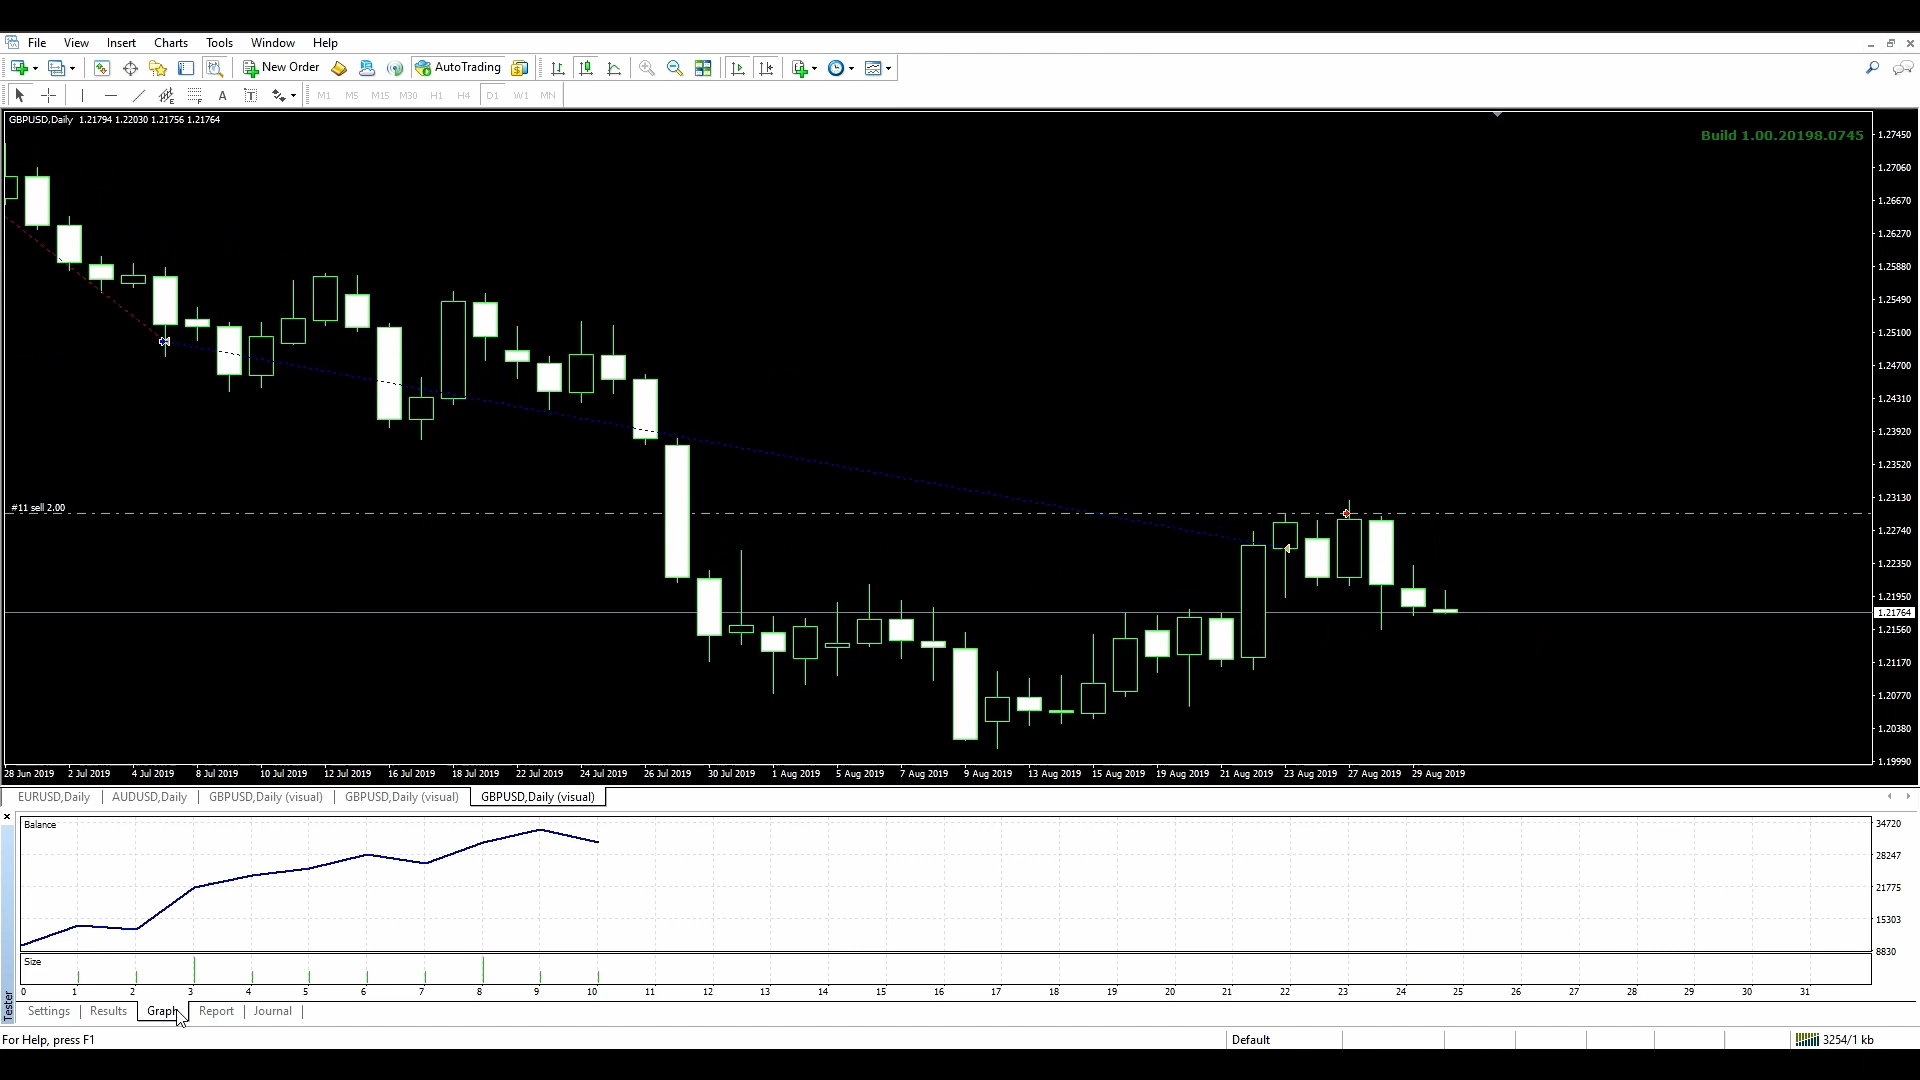 File View Insert Charts Tools Window Help
New Order AutoTrading
A T M1 M5 M15 M30 H1 H4 D1 W1 MN
GBPUSD,Daily 1.21794 1.22030 1.21756 1.21764
Build 1.00.20198.0745
1.27450
1.27060
1.26670
1.26270
1.25880
1.25490
1.25100
1.24700
1.24310
1.23920
1.23520
1.23130
#11 sell 2.00
1.22740
1.22350
1.21950
1.21764
1.21560
1.21170
1.20770
1.20380
1.19990
28 Jun 2019 2 Jul 2019 4 Jul 2019 8 Jul 2019 10 Jul 2019 12 Jul 2019 16 Jul 2019 18 Jul 2019 22 Jul 2019 24 Jul 2019 26 Jul 2019 30 Jul 2019 1 Aug 2019 5 Aug 2019 7 Aug 2019 9 Aug 2019 13 Aug 2019 15 Aug 2019 19 Aug 2019 21 Aug 2019 23 Aug 2019 27 Aug 2019 29 Aug 2019
EURUSD,Daily AUDUSD,Daily GBPUSD,Daily (visual) GBPUSD,Daily (visual) GBPUSD,Daily (visual)
Balance
34720
28247
21775
15303
8830
Size
0 1 2 3 4 5 6 7 8 9 10 11 12 13 14 15 16 17 18 19 20 21 22 23 24 25 26 27 28 29 30 31
Tester
Settings Results Graph Report Journal
For Help, press F1 Default 3254/1 kb